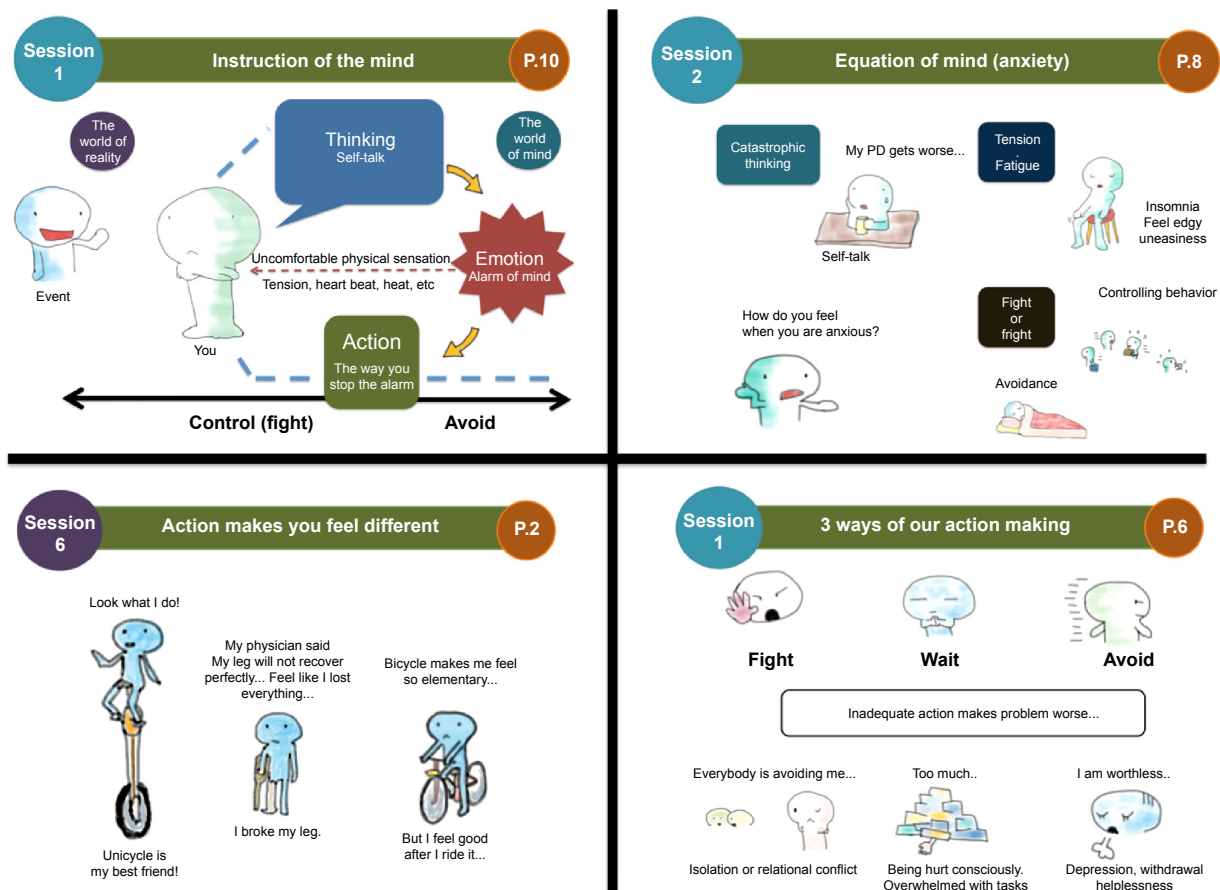 Session
1
Instruction of the mind
P.10
The
world of
reality
Thinking
Self-talk
The
world
of mind
Uncomfortable physical sensation
Tension, heart beat, heat, etc
Emotion
Alarm of mind
Event
You
Action
The way you
stop the alarm
Control (fight)
Avoid
Session
2
Equation of mind (anxiety)
P.8
Catastrophic
thinking
My PD gets worse...
Self-talk
Tension
.
Fatigue
Insomnia
Feel edgy
uneasiness
How do you feel
when you are anxious?
Fight
or
fright
Controlling behavior
Avoidance
Session
6
Action makes you feel different
P.2
Look what I do!
Unicycle is
my best friend!
My physician said
My leg will not recover
perfectly... Feel like I lost
everything...
I broke my leg.
Bicycle makes me feel
so elementary...
But I feel good
after I ride it...
Session
1
3 ways of our action making
P.6
Fight
Wait
Avoid
Inadequate action makes problem worse...
Everybody is avoiding me...
Isolation or relational conflict
Too much..
Being hurt consciously.
Overwhelmed with tasks
I am worthless..
Depression, withdrawal
helplessness